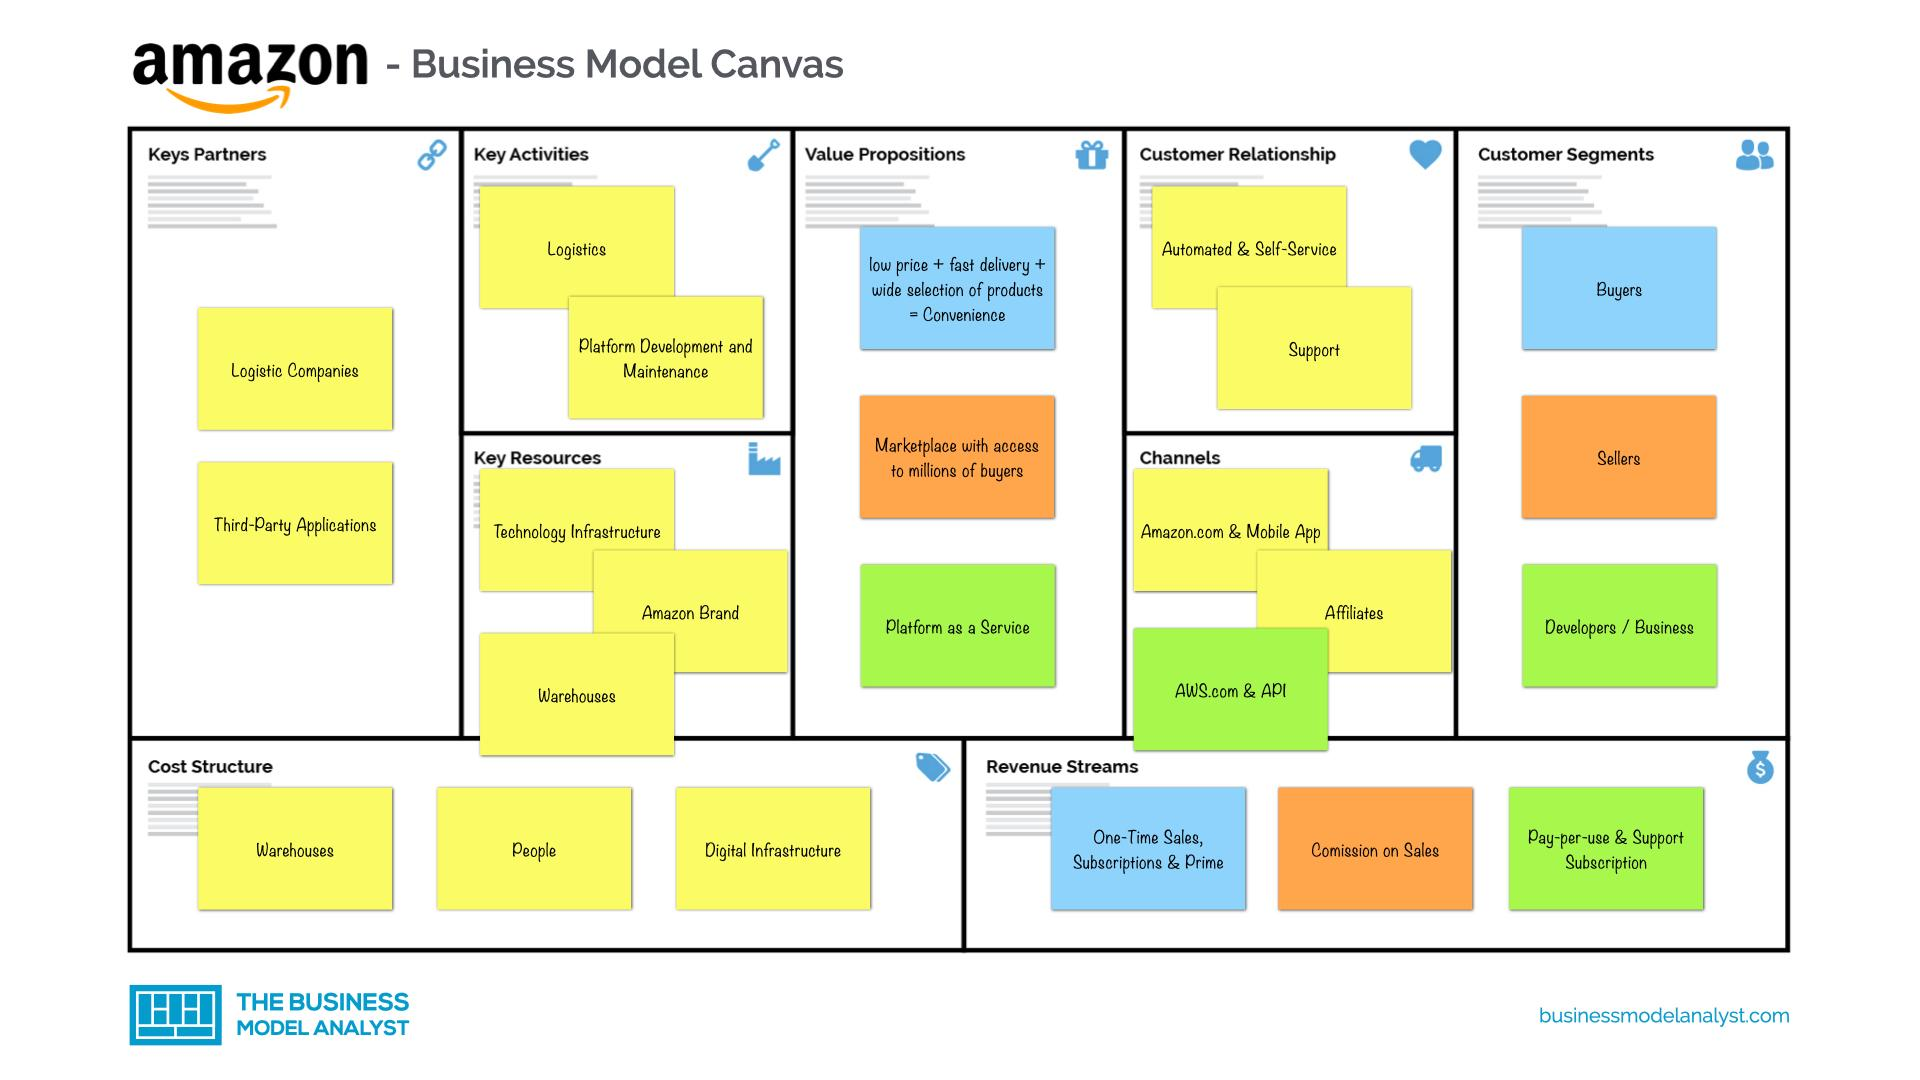 amazon - Business Model Canvas
Keys Partners
Logistic Companies
Third-Party Applications
Key Activities
Logistics
Platform Development and
Maintenance
Key Resources
Technology Infrastructure
Amazon Brand
Warehouses
Value Propositions
low price + fast delivery +
wide selection of products
= Convenience
Marketplace with access
to millions of buyers
Platform as a Service
Customer Relationship
Automated & Self-Service
Support
Channels
Amazon.com & Mobile App
Affiliates
AWS.com & API
Customer Segments
Buyers
Sellers
Developers / Business
Cost Structure
Warehouses
People
Digital Infrastructure
Revenue Streams
$
One-Time Sales,
Subscriptions & Prime
Comission on Sales
Pay-per-use & Support
Subscription
THE BUSINESS
MODEL ANALYST
businessmodelanalyst.com